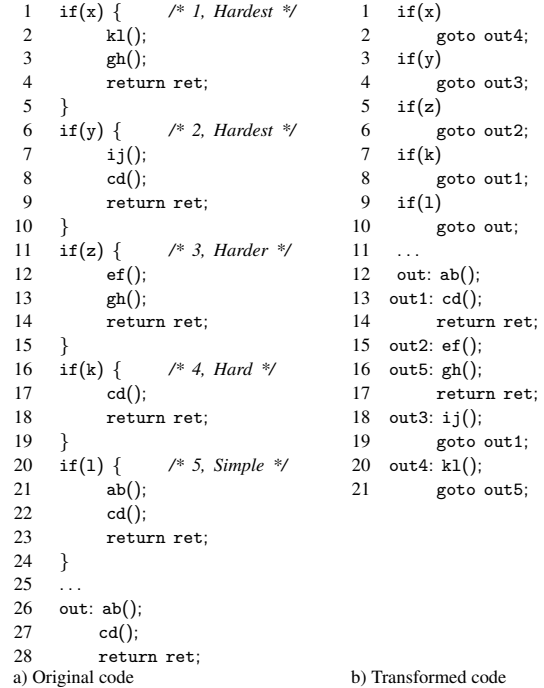 1 if(x) { /* 1, Hardest */
2 kl();
3 gh();
4 return ret;
5 }
6 if(y) { /* 2, Hardest */
7 ij();
8 cd();
9 return ret;
10 }
11 if(z) { /* 3, Harder */
12 ef();
13 gh();
14 return ret;
15 }
16 if(k) { /* 4, Hard */
17 cd();
18 return ret;
19 }
20 if(l) { /* 5, Simple */
21 ab();
22 cd();
23 return ret;
24 }
25 ...
26 out: ab();
27 cd();
28 return ret;
a) Original code
1 if(x)
2 goto out4;
3 if(y)
4 goto out3;
5 if(z)
6 goto out2;
7 if(k)
8 goto out1;
9 if(l)
10 goto out;
11 ...
12 out: ab();
13 out1: cd();
14 return ret;
15 out2: ef();
16 out5: gh();
17 return ret;
18 out3: ij();
19 goto out1;
20 out4: kl();
21 goto out5;
b) Transformed code